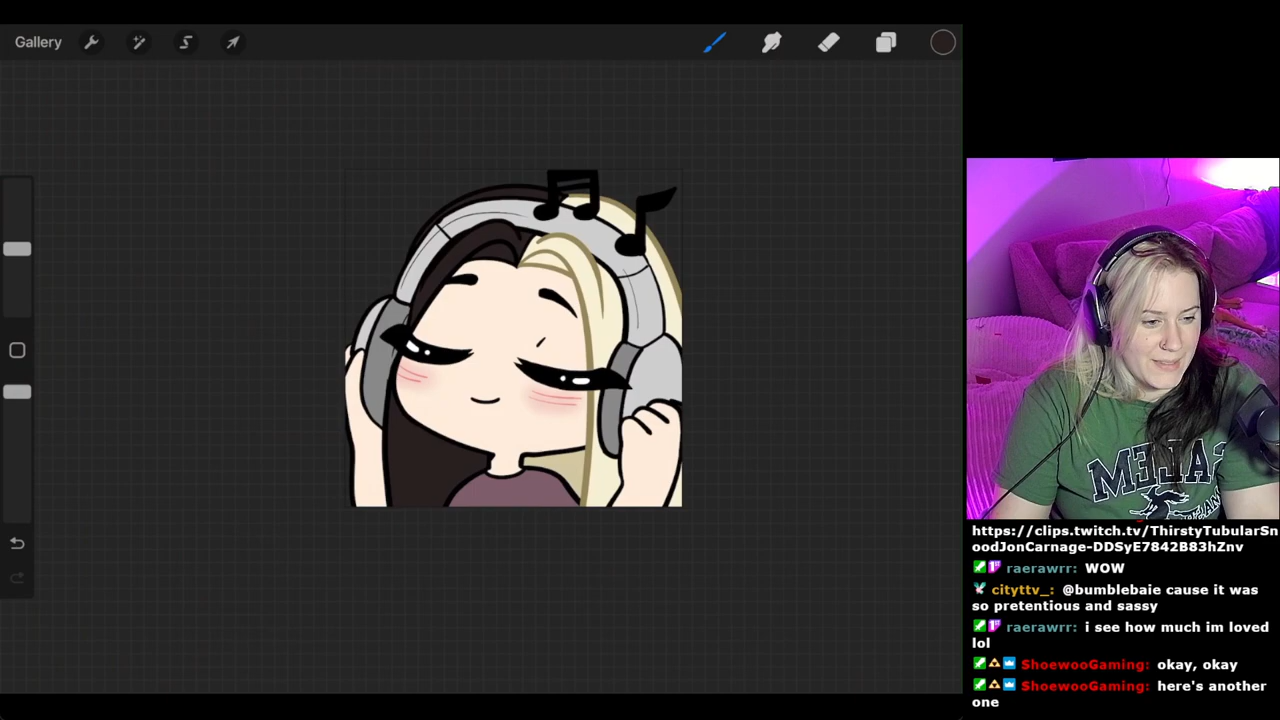 Gallery
https://clips.twitch.tv/ThirstyTubularSn
oodJonCarnage-DDSyE7842B83hZnv
raerawrr: WOW
cityttv_: @bumblebaie cause it was
so pretentious and sassy
raerawrr: i see how much im loved
lol
ShoewooGaming: okay, okay
ShoewooGaming: here's another
one